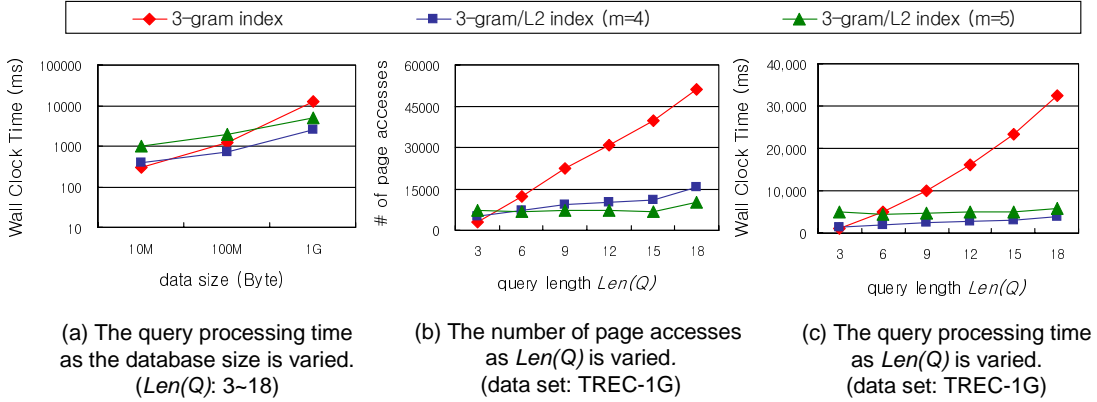 3-gram index
3-gram/L2 index (m=4)
3-gram/L2 index (m=5)
Wall Clock Time (ms)
100000
10000
1000
100
10
10M
100M
1G
data size (Byte)
# of page accesses
60000
45000
30000
15000
0
3
6
9
12
15
18
query length Len(Q)
Wall Clock Time (ms)
40,000
30,000
20,000
10,000
0
3
6
9
12
15
18
query length Len(Q)
(a) The query processing time
as the database size is varied.
(Len(Q): 3~18)
(b) The number of page accesses
as Len(Q) is varied.
(data set: TREC-1G)
(c) The query processing time
as Len(Q) is varied.
(data set: TREC-1G)